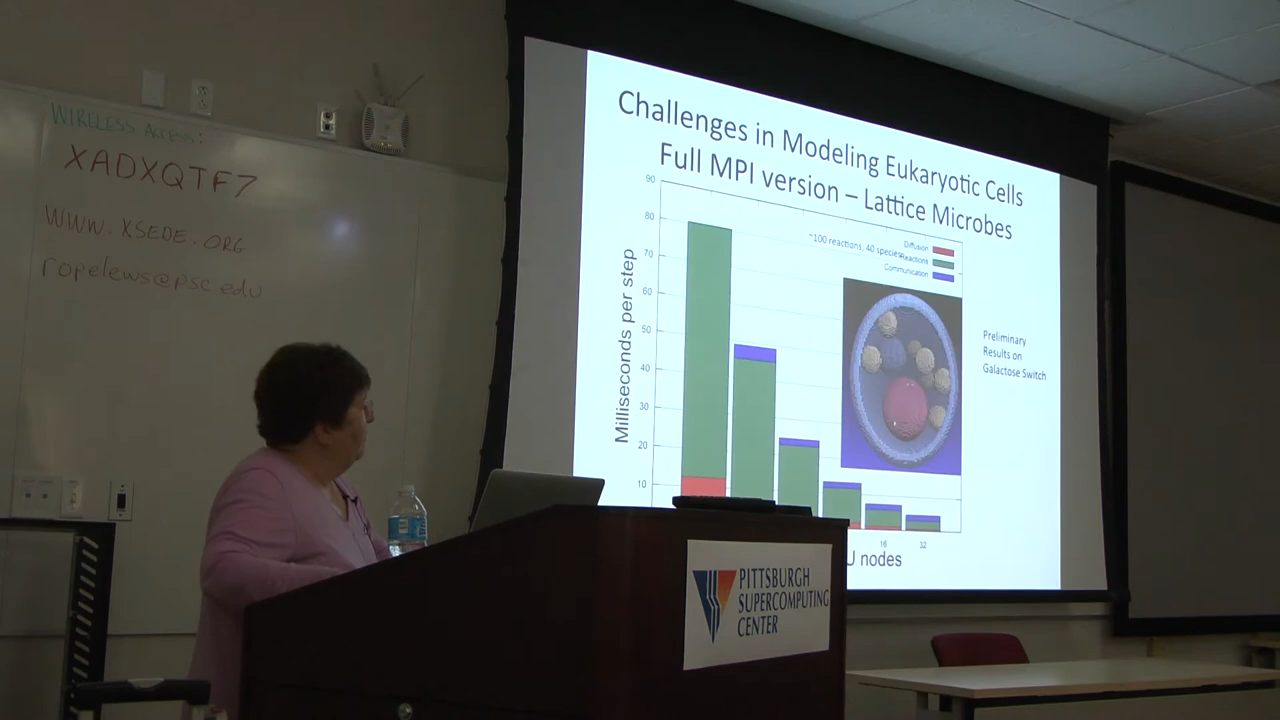 WIRELESS ACCESS:
XADXQTF7
WWW.XSEDE.ORG
ropelews@psc.edu
Challenges in Modeling Eukaryotic Cells
Full MPI version – Lattice Microbes
90
80
70
60
50
40
30
20
10
Milliseconds per step
~100 reactions, 40 species
Diffusion
Reactions
Communication
Preliminary
Results on
Galactose Switch
16
32
nodes
PITTSBURGH
SUPERCOMPUTING
CENTER